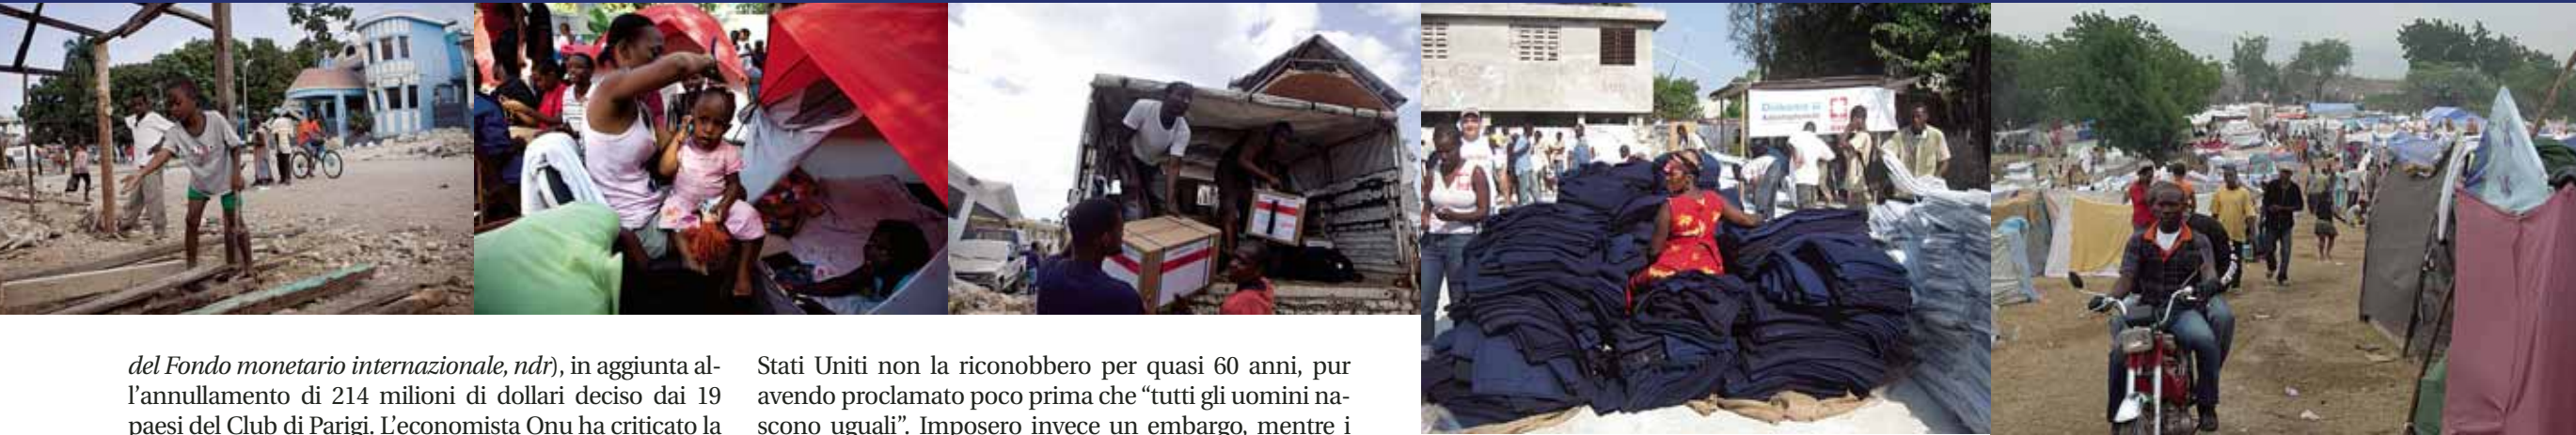 Diakonie
del Fondo monetario internazionale, ndr), in aggiunta al-
l'annullamento di 214 milioni di dollari deciso dai 19
paesi del Club di Parigi. L'economista Onu ha criticato la
Stati Uniti non la riconobbero per quasi 60 anni, pur
avendo proclamato poco prima che “tutti gli uomini na-
scono uguali”. Imposero invece un embargo, mentre i